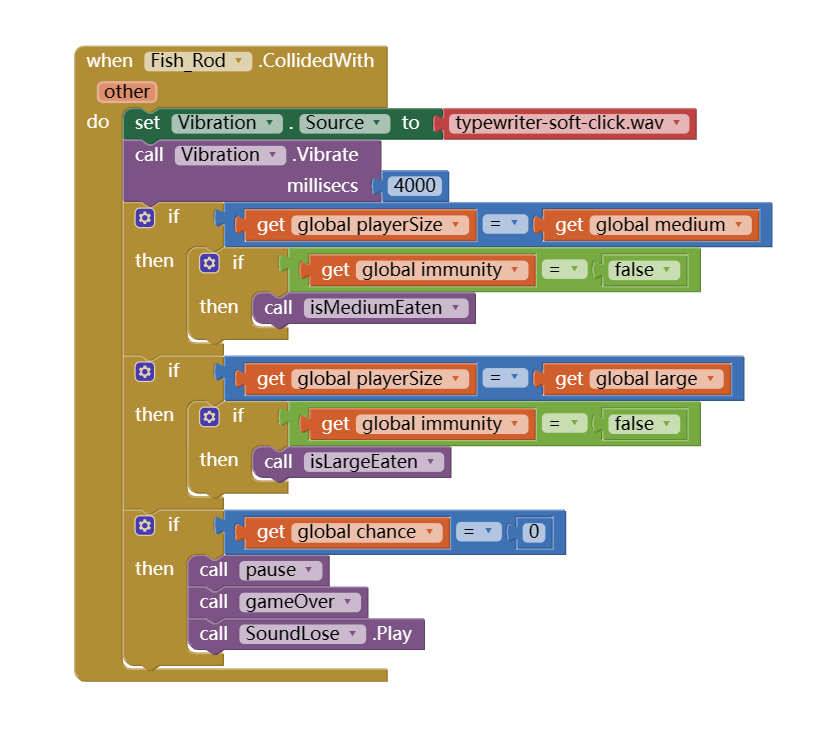 when Fish_Rod .CollidedWith
other
do set Vibration . Source to typewriter-soft-click.wav
call Vibration .Vibrate
millisecs 4000
if get global playerSize = get global medium
then if get global immunity = false
then call isMediumEaten
if get global playerSize = get global large
then if get global immunity = false
then call isLargeEaten
if get global chance = 0
then call pause
call gameOver
call SoundLose .Play